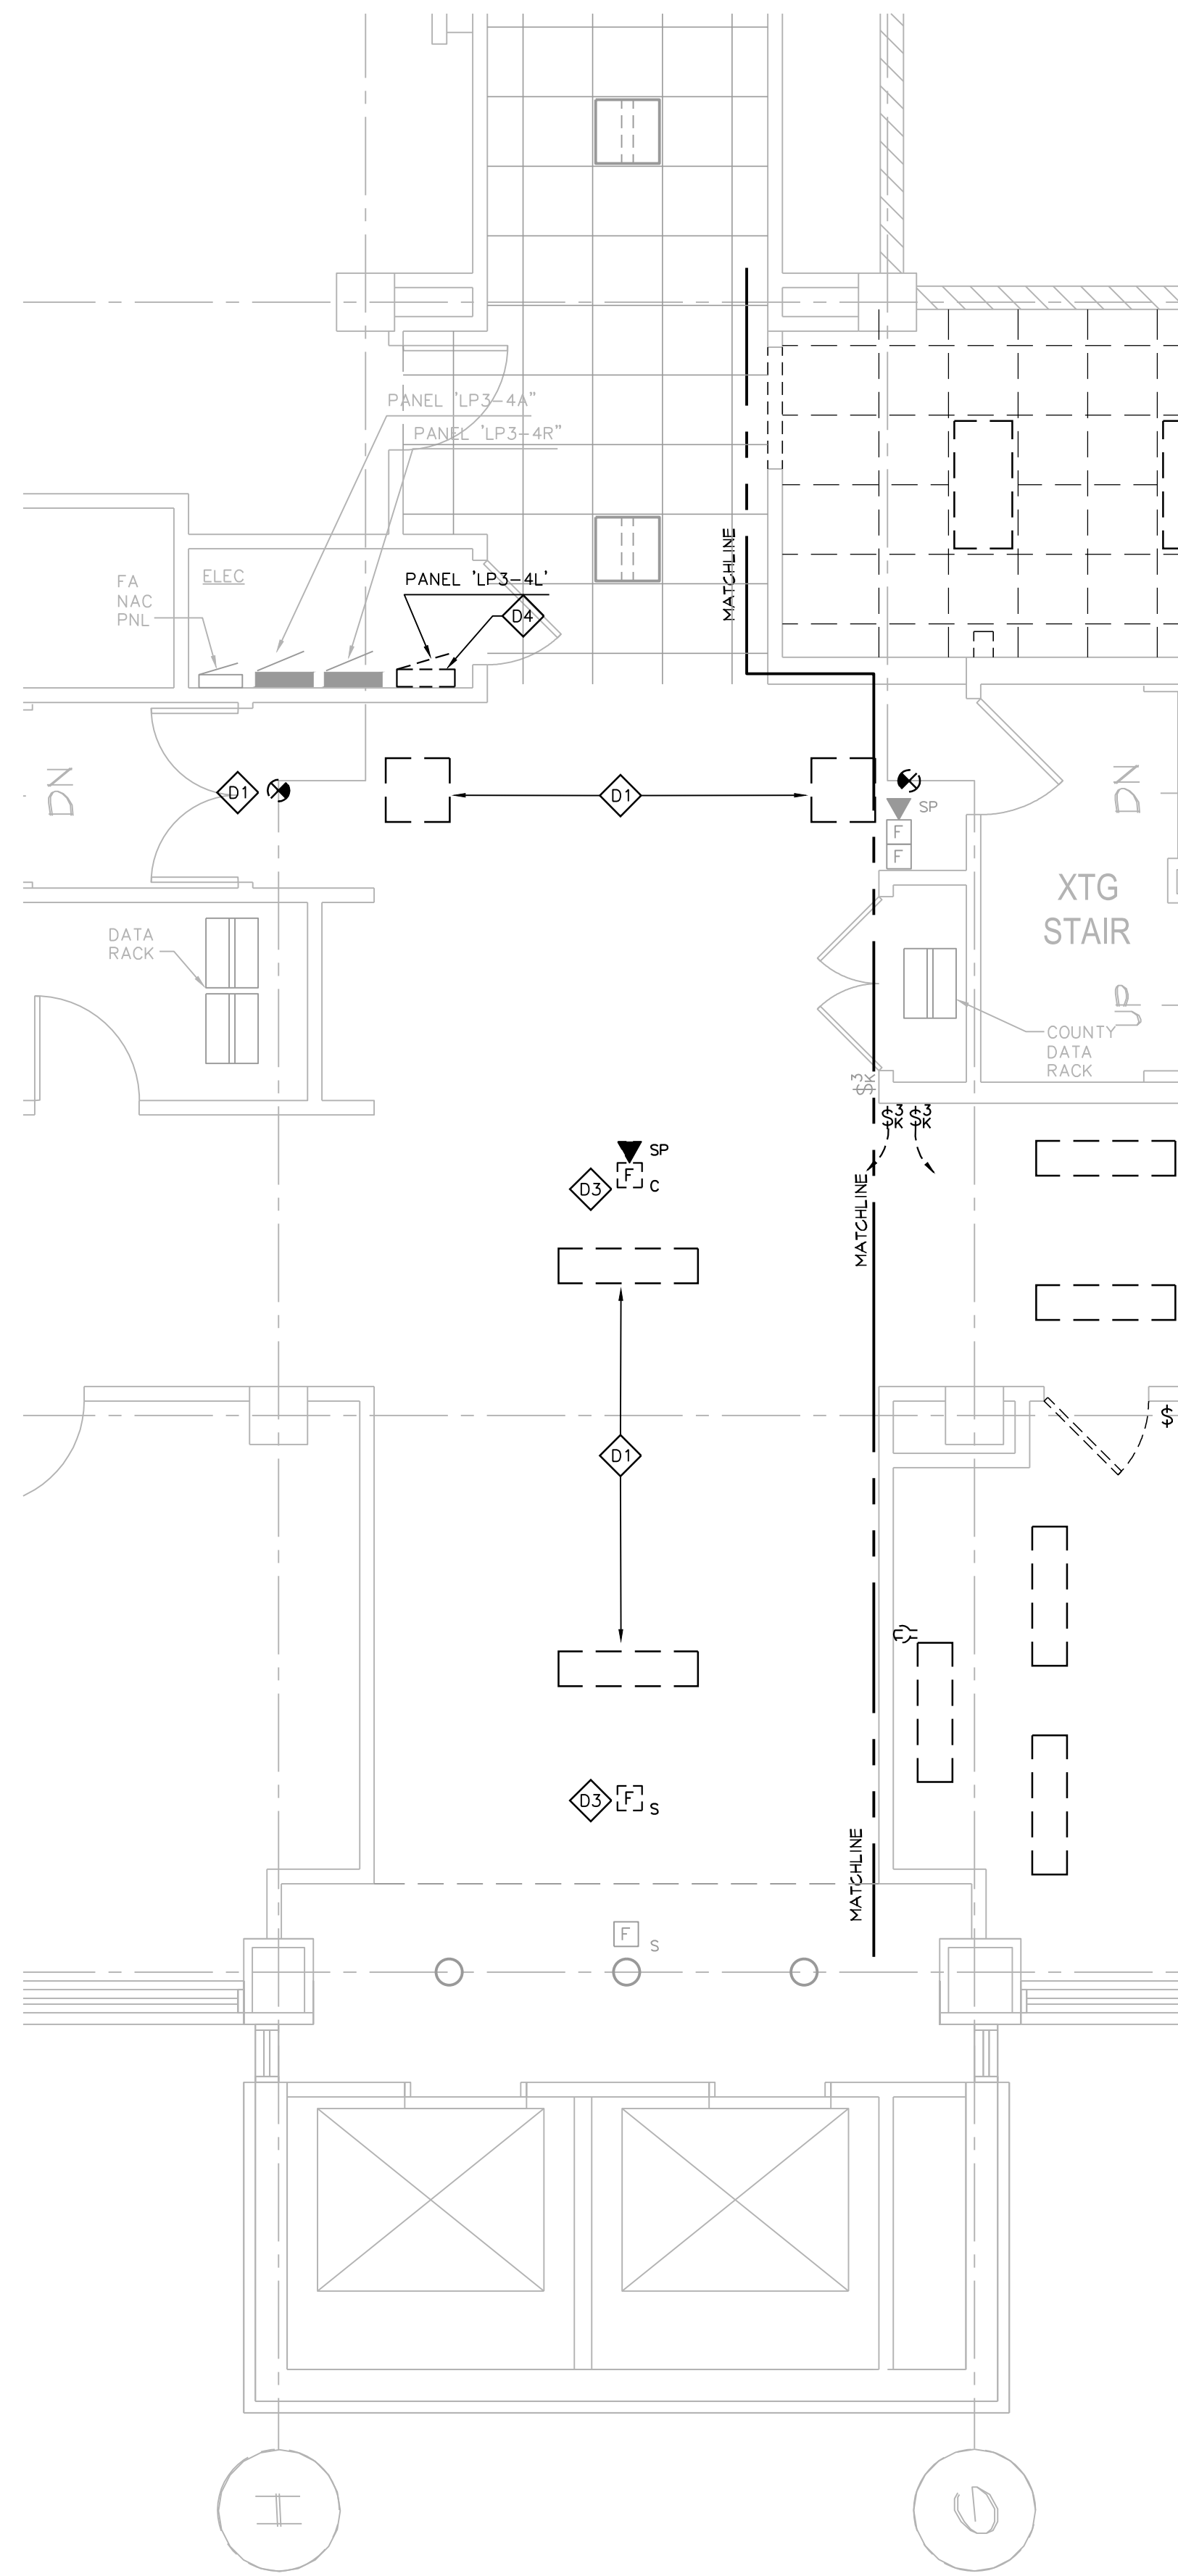 PANEL 'LP3-4A"
PANEL 'LP3-4R"
MATCHLINE
FA
NAC
PNL
ELEC
PANEL 'LP3-4L'
D4
DN
D1
D1
SP
F
F
DN
XTG
STAIR
DATA
RACK
UP
COUNTY
DATA
RACK
$3K
$3K
$3K
SP
F
C
D3
MATCHLINE
D1
$
D3
F
S
MATCHLINE
F
S
H
G